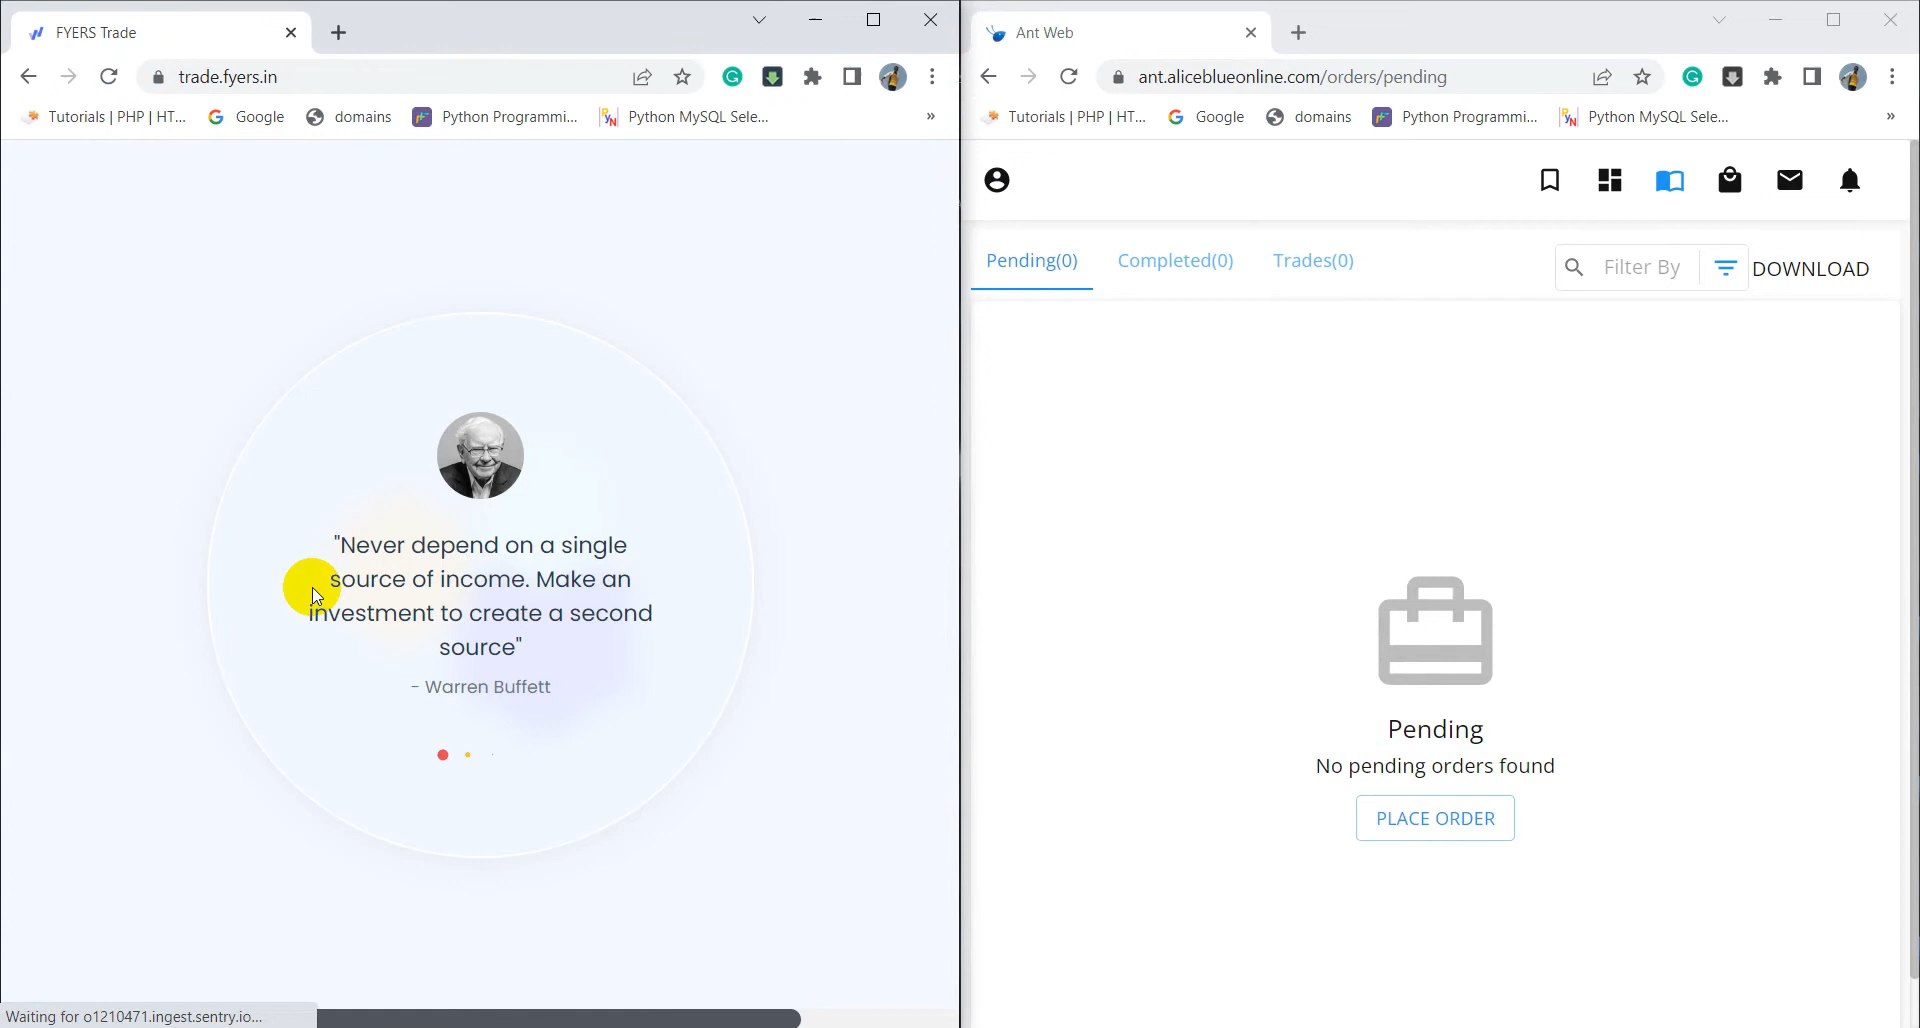 FYERS Trade
trade.fyers.in
Tutorials | PHP | HT...
Google
domains
Python Programmi...
Python MySQL Sele...
»
"Never depend on a single
source of income. Make an
investment to create a second
source"
- Warren Buffett
Waiting for o1210471.ingest.sentry.io...
Ant Web
ant.aliceblueonline.com/orders/pending
Tutorials | PHP | HT...
Google
domains
Python Programmi...
Python MySQL Sele...
»
Pending(0)
Completed(0)
Trades(0)
Filter By
DOWNLOAD
Pending
No pending orders found
PLACE ORDER